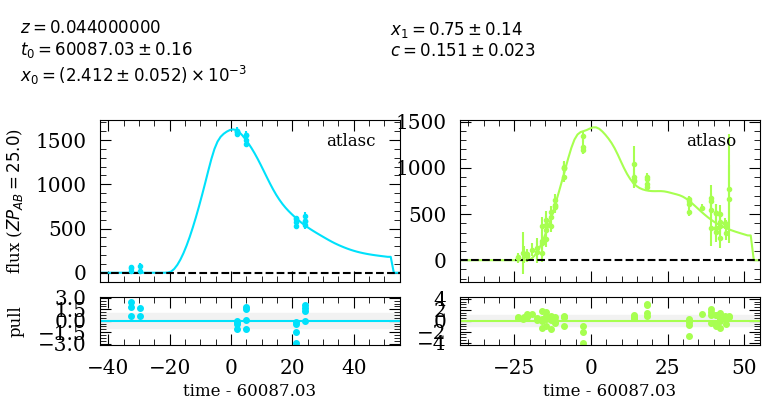 z = 0.044000000
t₀ = 60087.03 ± 0.16
x₀ = (2.412 ± 0.052) × 10⁻³
x₁ = 0.75 ± 0.14
c = 0.151 ± 0.023
flux (ZP_AB = 25.0)
atlasc
1500
1000
500
0
atlaso
1500
1000
500
0
pull
3.0
1.5
0.0
−1.5
−3.0
4
2
0
−2
−4
−40 −20 0 20 40
−25 0 25 50
time - 60087.03
time - 60087.03